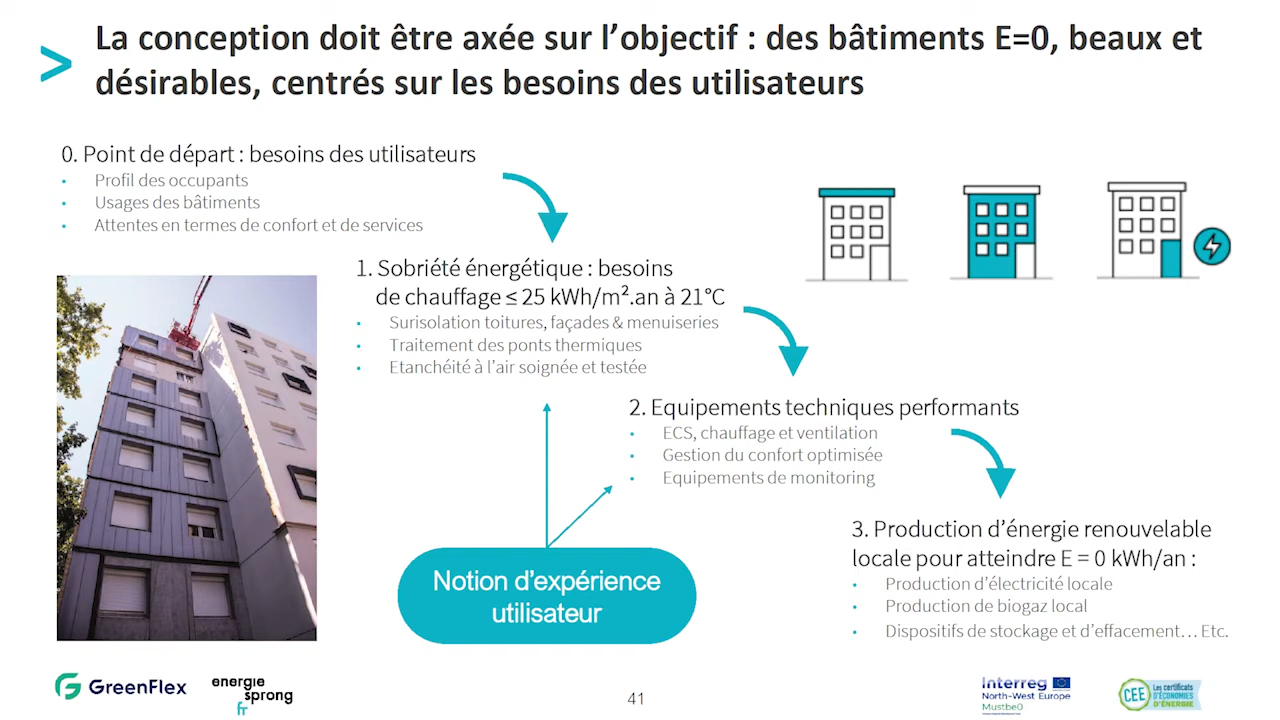 > La conception doit être axée sur l’objectif : des bâtiments E=0, beaux et
désirables, centrés sur les besoins des utilisateurs
0. Point de départ : besoins des utilisateurs
• Profil des occupants
• Usages des bâtiments
• Attentes en termes de confort et de services
1. Sobriété énergétique : besoins
de chauffage ≤ 25 kWh/m².an à 21°C
• Surisolation toitures, façades & menuiseries
• Traitement des ponts thermiques
• Etanchéité à l’air soignée et testée
2. Equipements techniques performants
• ECS, chauffage et ventilation
• Gestion du confort optimisée
• Equipements de monitoring
3. Production d’énergie renouvelable
locale pour atteindre E = 0 kWh/an :
• Production d’électricité locale
• Production de biogaz local
• Dispositifs de stockage et d’effacement… Etc.
Notion d’expérience
utilisateur
GreenFlex
energie
sprong
fr
41
Interreg
North-West Europe
Mustbe0
CEE
Les certificats
D'ÉCONOMIES
D'ÉNERGIE